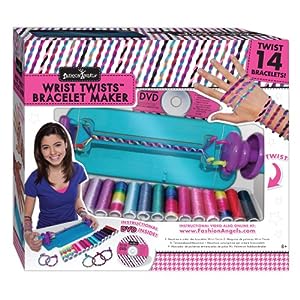 Fashion Angels
WRIST TWISTS™
BRACELET MAKER
DVD
TWIST
14
BRACELETS!
TWIST!
INSTRUCTIONAL
DVD INSIDE!
INSTRUCTIONAL VIDEO ALSO ONLINE AT:
www.FashionAngels.com
8+